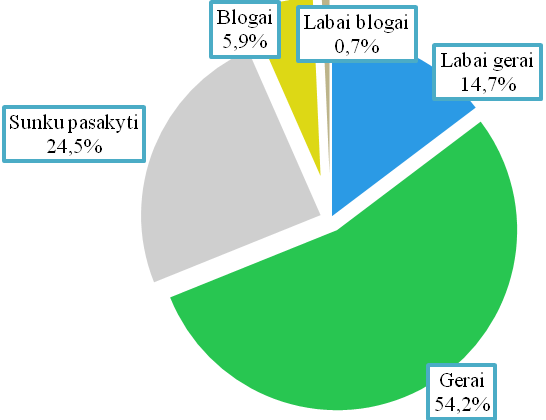 Blogai
5,9%
Labai blogai
0,7%
Labai gerai
14,7%
Sunku pasakyti
24,5%
Gerai
54,2%